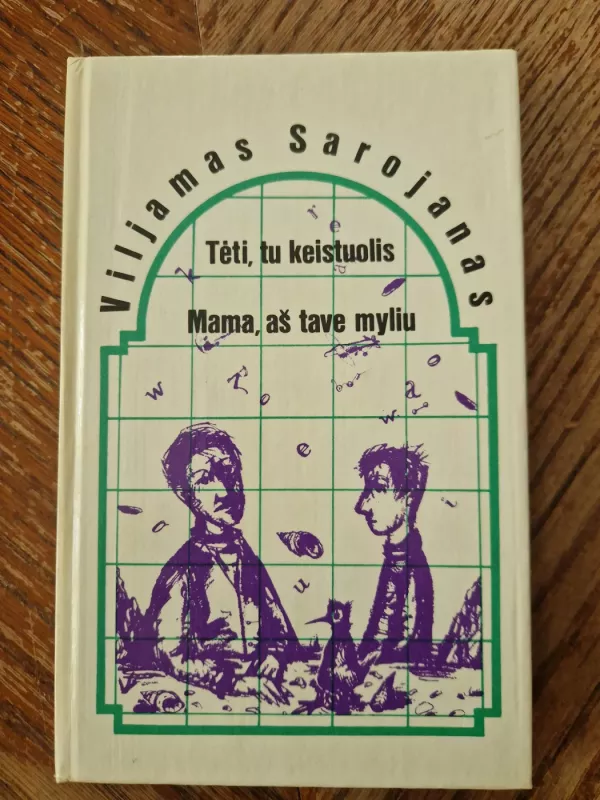 Viljamas Sarojanas
Tėti, tu keistuolis
Mama, aš tave myliu